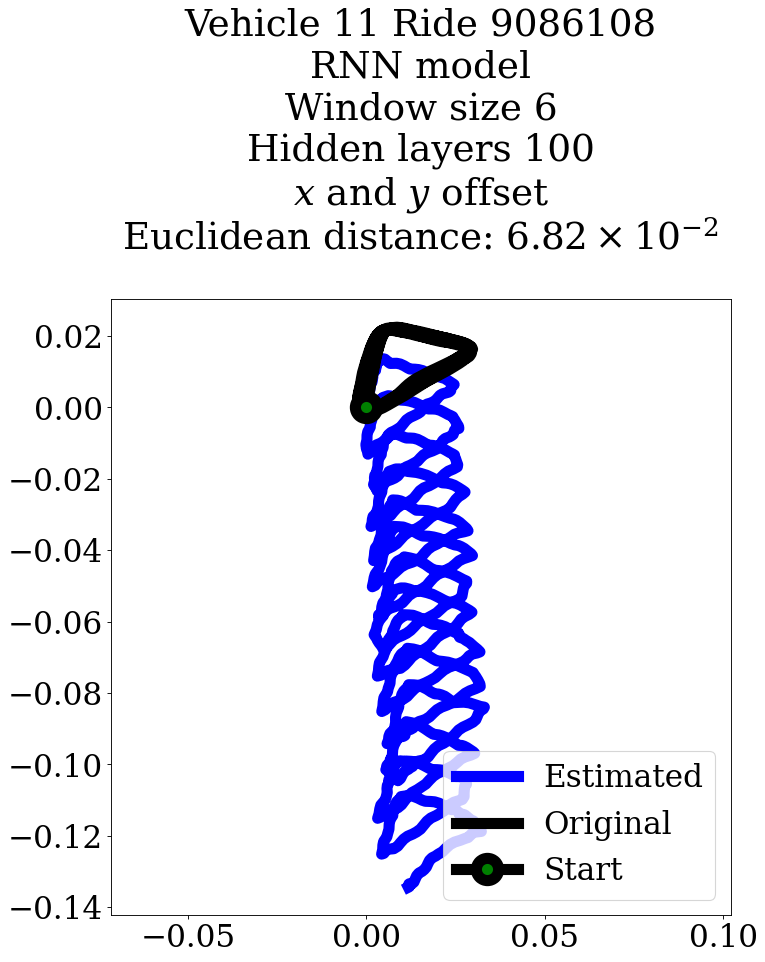 Vehicle 11 Ride 9086108
RNN model
Window size 6
Hidden layers 100
x and y offset
Euclidean distance: 6.82 × 10⁻²
0.02
0.00
−0.02
−0.04
−0.06
−0.08
−0.10
−0.12
−0.14
−0.05 0.00 0.05 0.10
Estimated
Original
Start